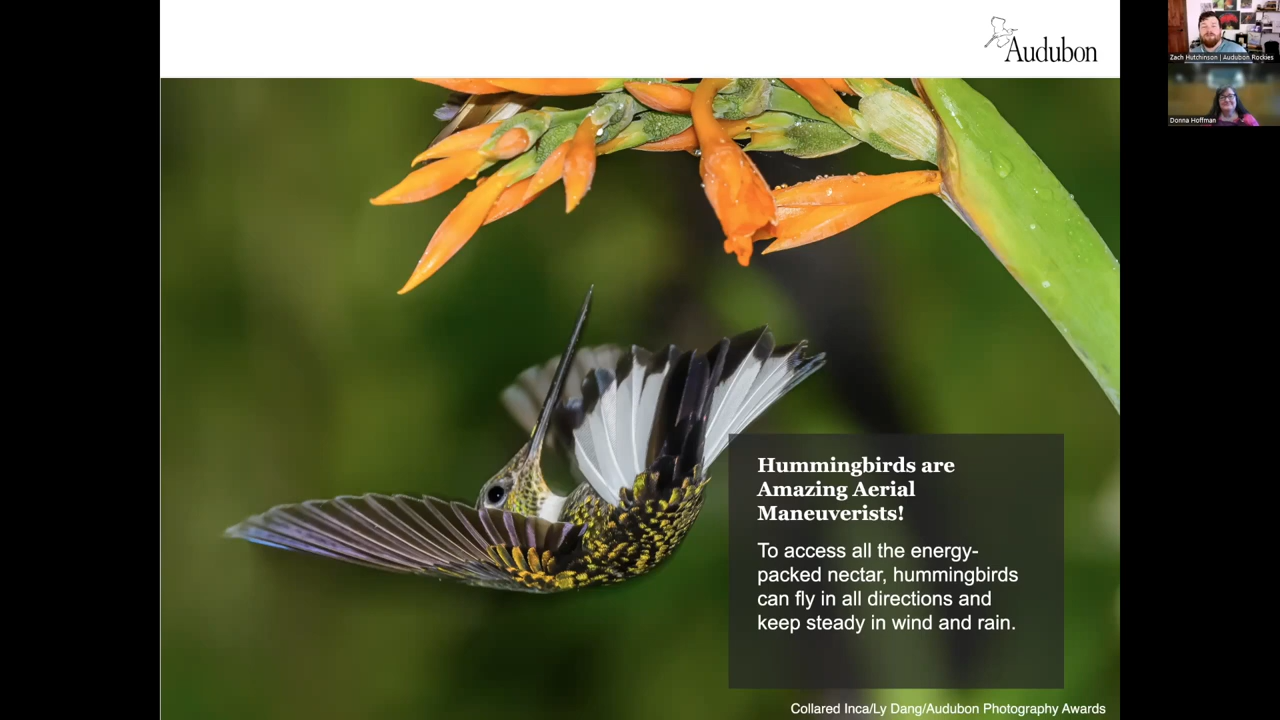 Audubon
Zach Hutchinson | Audubon Rockies
Donna Hoffman
Hummingbirds are
Amazing Aerial
Maneuverists!
To access all the energy-
packed nectar, hummingbirds
can fly in all directions and
keep steady in wind and rain.
Collared Inca/Ly Dang/Audubon Photography Awards